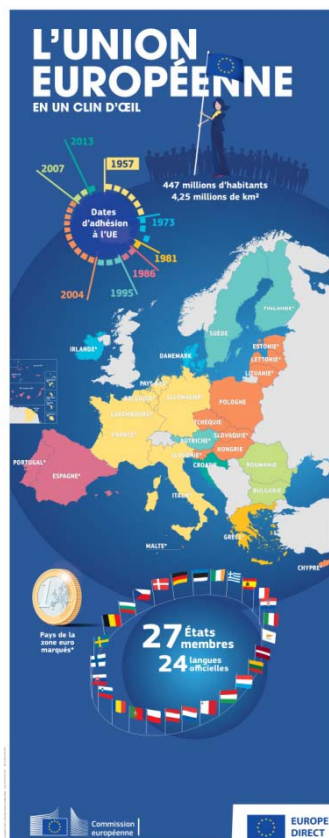 L'UNION
EUROPÉENNE
EN UN CLIN D'ŒIL
447 millions d'habitants
4,25 millions de km²
2013
1957
2007
Dates
d'adhésion
à l'UE
1973
1981
1986
2004
1995
FINLANDE*
SUÈDE
ESTONIE*
LETTONIE*
LITUANIE*
IRLANDE*
DANEMARK
PAYS-BAS*
BELGIQUE*
ALLEMAGNE*
POLOGNE
LUXEMBOURG*
TCHÉQUIE
SLOVAQUIE*
FRANCE*
AUTRICHE*
HONGRIE
SLOVÉNIE*
CROATIE
ROUMANIE
PORTUGAL*
ESPAGNE*
ITALIE*
BULGARIE
GRÈCE*
MALTE*
CHYPRE*
Pays de la
zone euro
marqués*
27 États
membres
24 langues
officielles
Commission
européenne
EUROPE
DIRECT